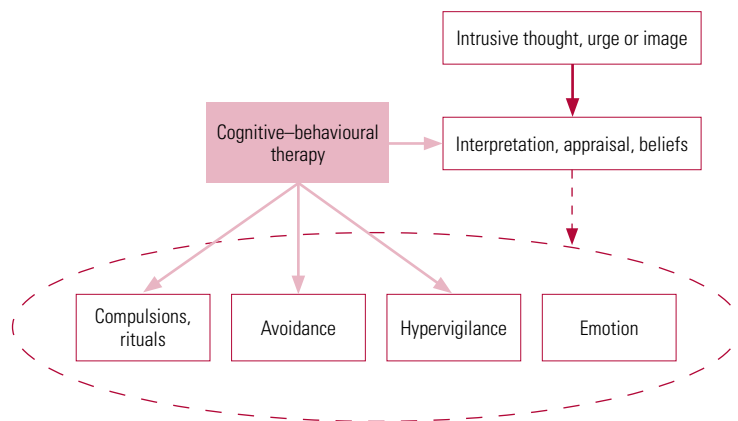 Intrusive thought, urge or image
Cognitive–behavioural
therapy
Interpretation, appraisal, beliefs
Compulsions,
rituals
Avoidance
Hypervigilance
Emotion